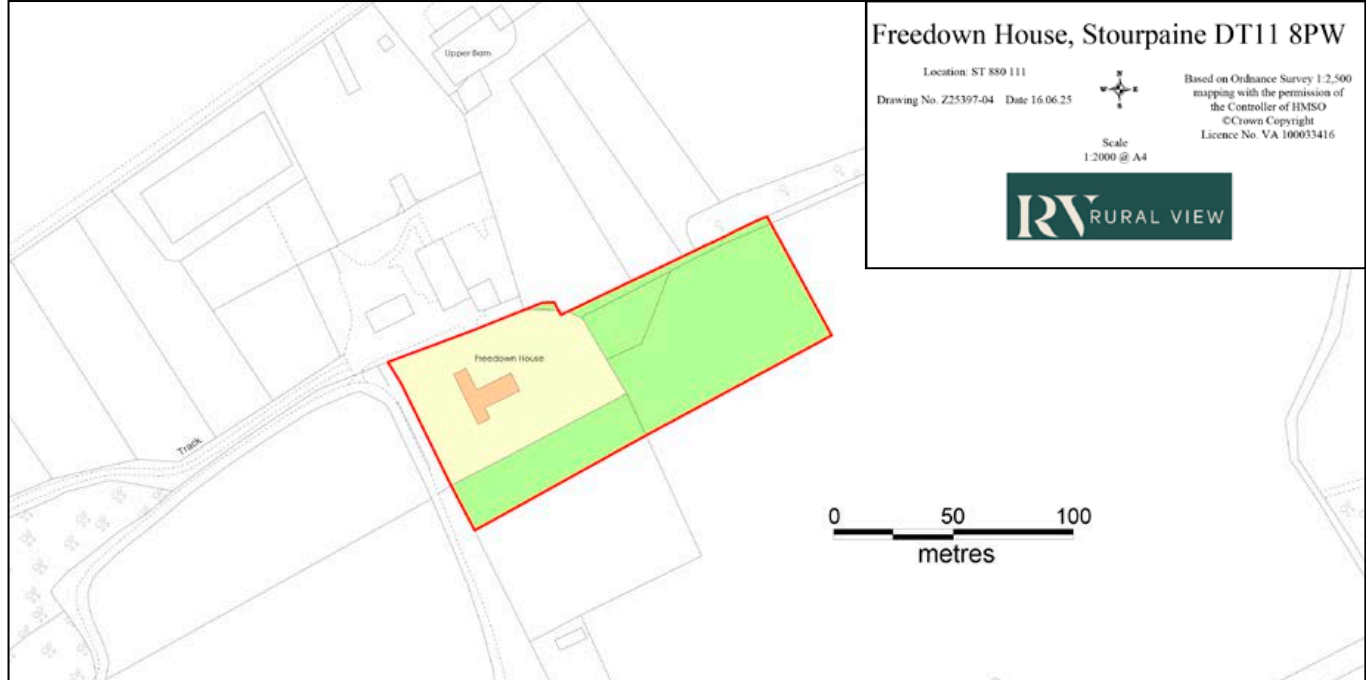 Freedown House, Stourpaine DT11 8PW
Location: ST 880 111
Drawing No. Z25397-04 Date 16.06.25
N
W E
S
Scale
1:2000 @ A4
Based on Ordnance Survey 1:2,500
mapping with the permission of
the Controller of HMSO
©Crown Copyright
Licence No. VA 100033416
RV RURAL VIEW
Upper Barn
Freedown House
Track
0 50 100
metres